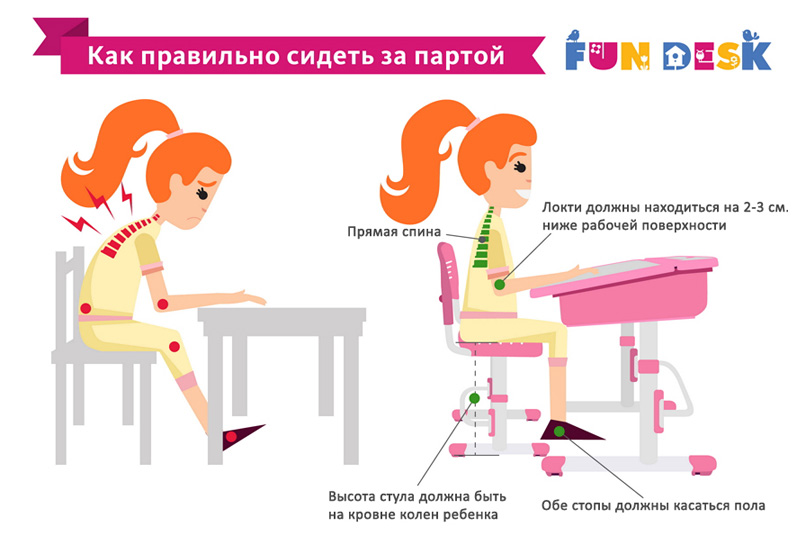 Как правильно сидеть за партой
FUN DESK
Прямая спина
Локти должны находиться на 2-3 см.
ниже рабочей поверхности
Высота стула должна быть
на кровне колен ребенка
Обе стопы должны касаться пола